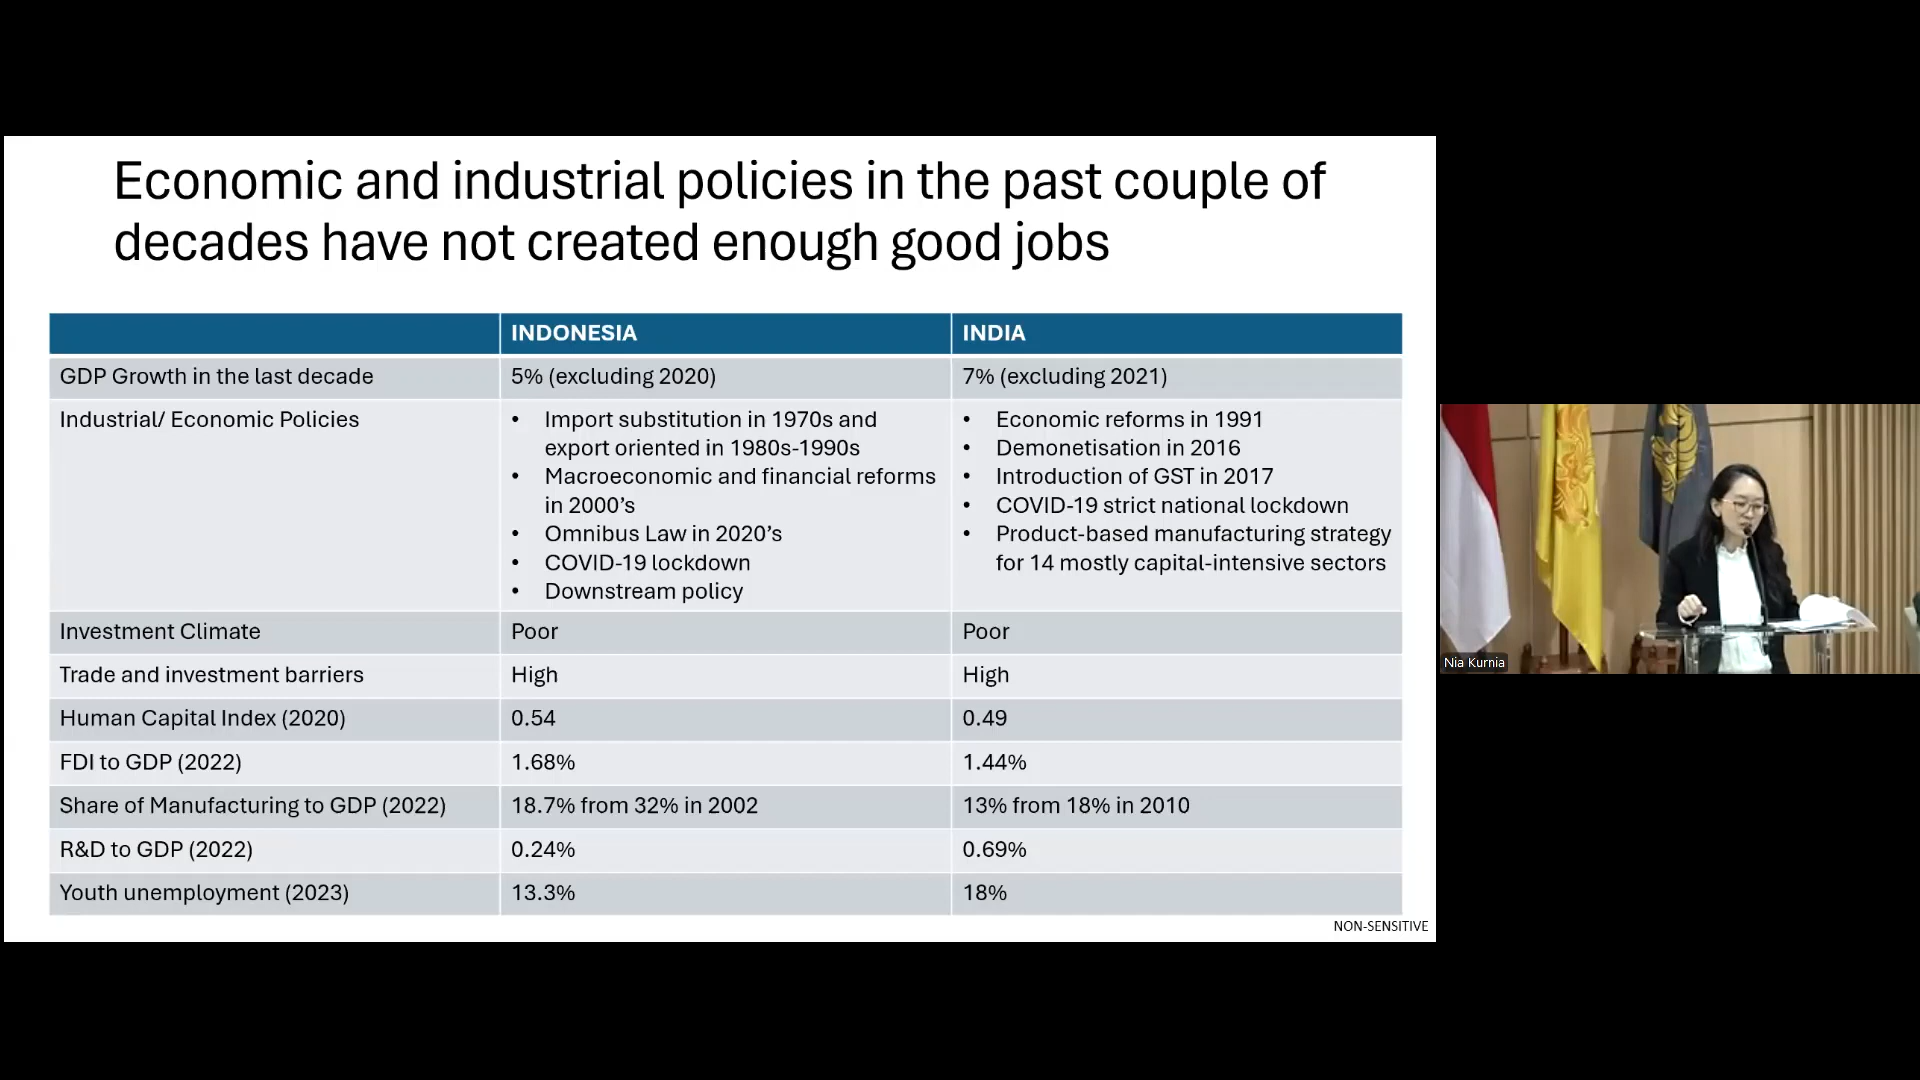 Economic and industrial policies in the past couple of
decades have not created enough good jobs
INDONESIA
INDIA
GDP Growth in the last decade
5% (excluding 2020)
7% (excluding 2021)
Industrial/ Economic Policies
• Import substitution in 1970s and
export oriented in 1980s-1990s
• Macroeconomic and financial reforms
in 2000’s
• Omnibus Law in 2020’s
• COVID-19 lockdown
• Downstream policy
• Economic reforms in 1991
• Demonetisation in 2016
• Introduction of GST in 2017
• COVID-19 strict national lockdown
• Product-based manufacturing strategy
for 14 mostly capital-intensive sectors
Investment Climate
Poor
Poor
Trade and investment barriers
High
High
Human Capital Index (2020)
0.54
0.49
FDI to GDP (2022)
1.68%
1.44%
Share of Manufacturing to GDP (2022)
18.7% from 32% in 2002
13% from 18% in 2010
R&D to GDP (2022)
0.24%
0.69%
Youth unemployment (2023)
13.3%
18%
NON-SENSITIVE
Nia Kurnia